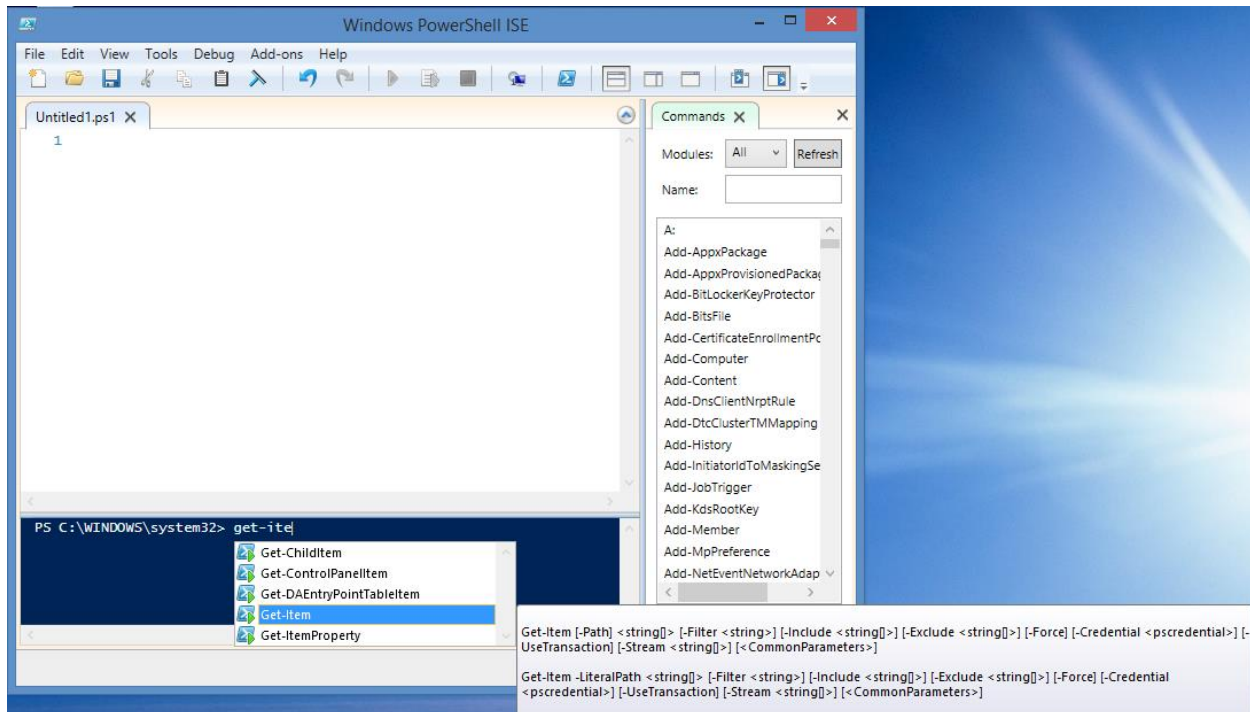 Windows PowerShell ISE
File Edit View Tools Debug Add-ons Help
Untitled1.ps1
1
Commands
Modules: All Refresh
Name:
A:
Add-AppxPackage
Add-AppxProvisionedPackag
Add-BitLockerKeyProtector
Add-BitsFile
Add-CertificateEnrollmentPc
Add-Computer
Add-Content
Add-DnsClientNrptRule
Add-DtcClusterTMMapping
Add-History
Add-InitiatorIdToMaskingSe
Add-JobTrigger
Add-KdsRootKey
Add-Member
Add-MpPreference
Add-NetEventNetworkAdap
PS C:\WINDOWS\system32> get-ite
Get-ChildItem
Get-ControlPanelItem
Get-DAEntryPointTableItem
Get-Item
Get-ItemProperty
Get-Item [-Path] <string[]> [-Filter <string>] [-Include <string[]>] [-Exclude <string[]>] [-Force] [-Credential <pscredential>] [-
UseTransaction] [-Stream <string[]>] [<CommonParameters>]
Get-Item -LiteralPath <string[]> [-Filter <string>] [-Include <string[]>] [-Exclude <string[]>] [-Force] [-Credential
<pscredential>] [-UseTransaction] [-Stream <string[]>] [<CommonParameters>]